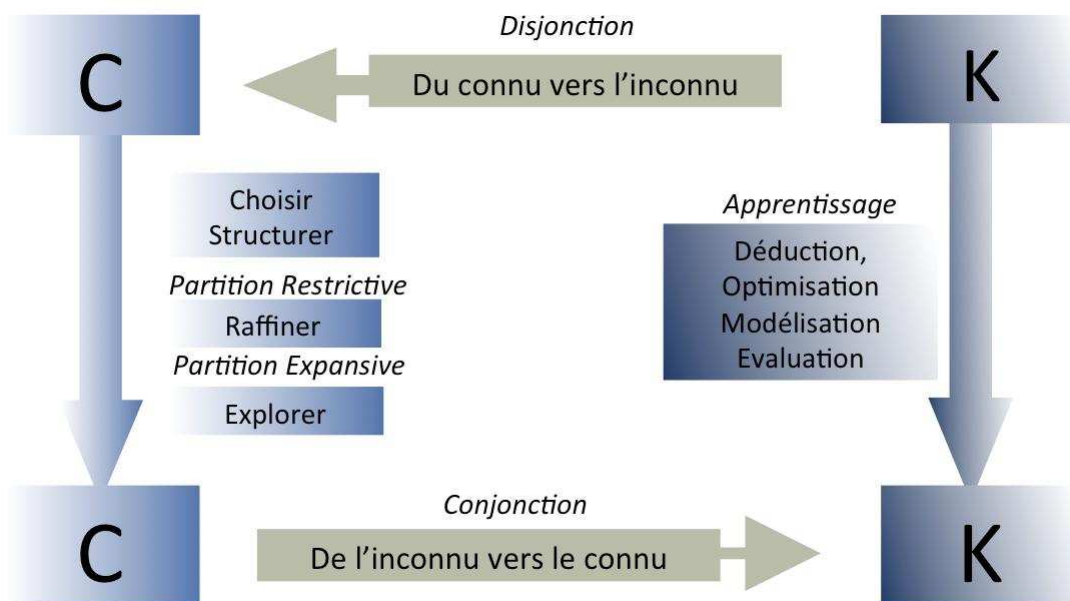 Disjonction
C
Du connu vers l'inconnu
K
Choisir
Structurer
Partition Restrictive
Raffiner
Partition Expansive
Explorer
Apprentissage
Déduction,
Optimisation
Modélisation
Evaluation
Conjonction
C
De l'inconnu vers le connu
K